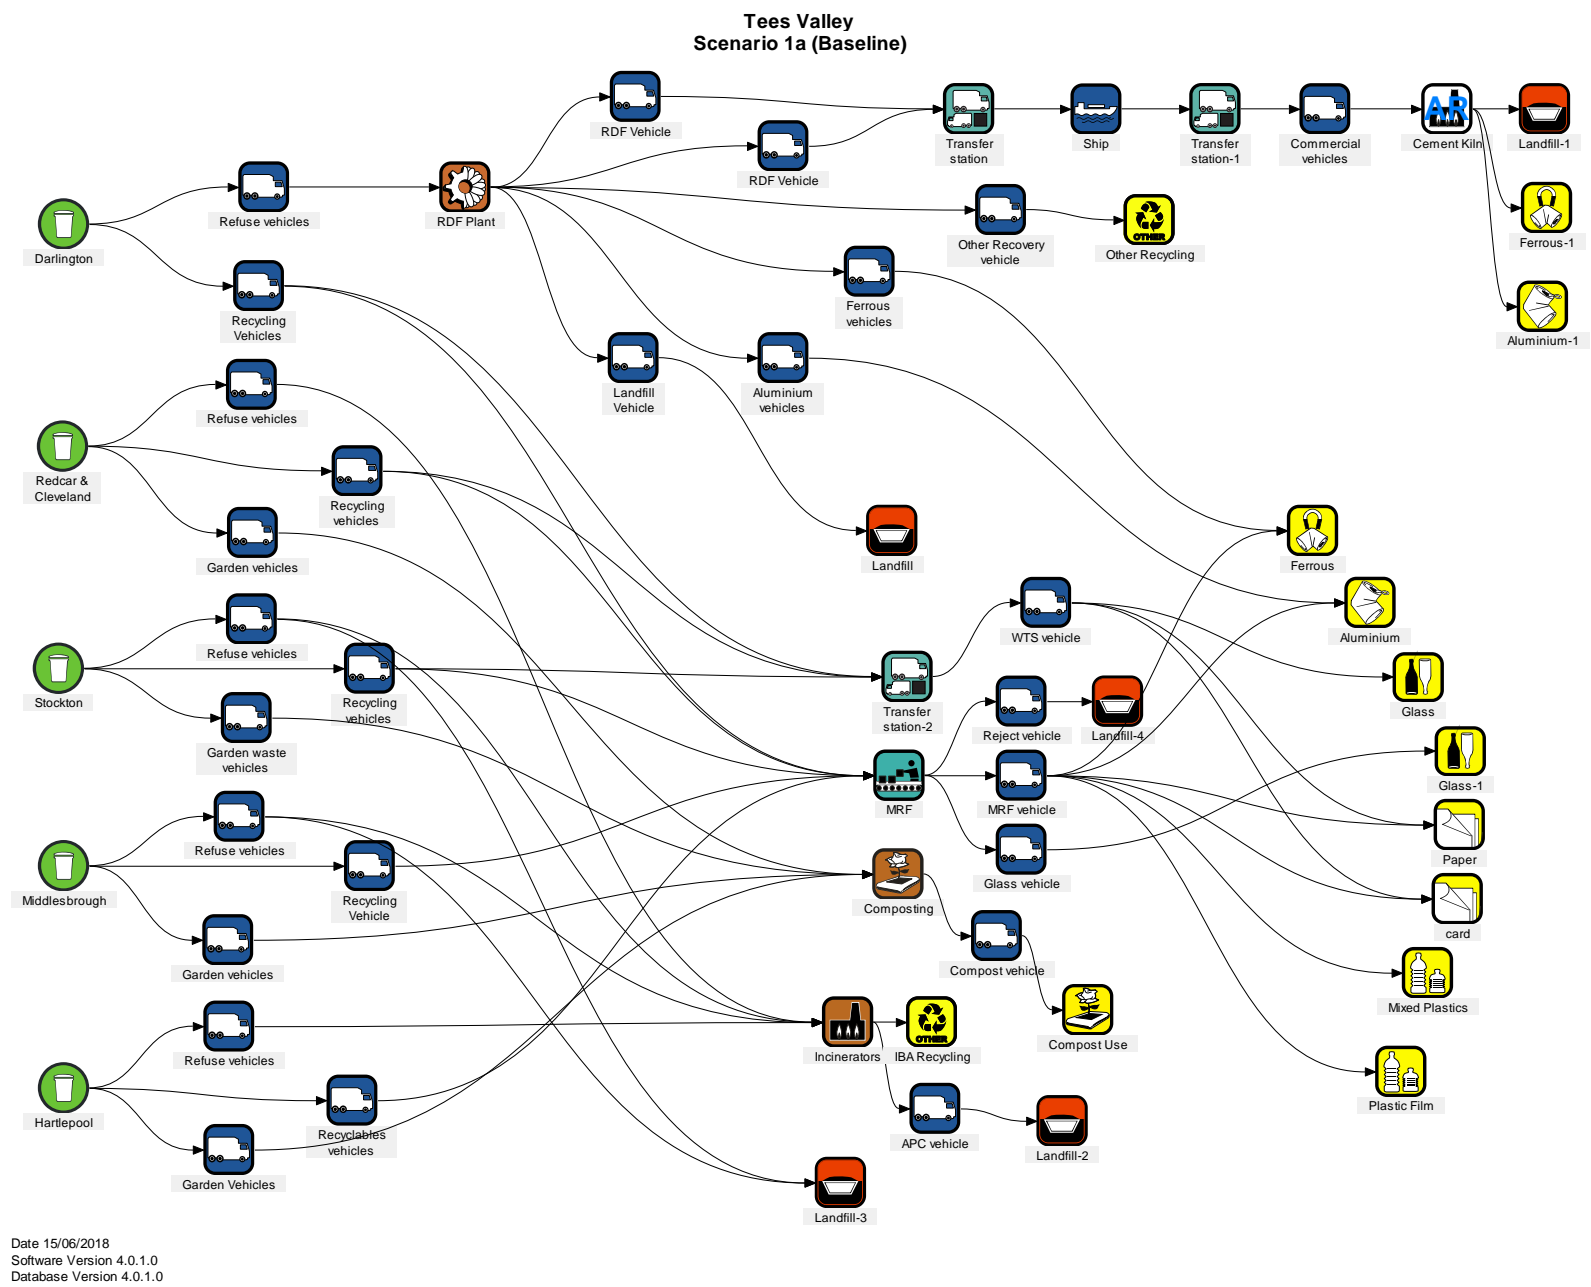 Tees Valley
Scenario 1a (Baseline)
RDF Vehicle
RDF Vehicle
Transfer
station
Ship
Transfer
station-1
Commercial
vehicles
AR
Cement Kiln
Landfill-1
Refuse vehicles
RDF Plant
Darlington
Other Recovery
vehicle
OTHER
Other Recycling
Ferrous-1
Recycling
Vehicles
Ferrous
vehicles
Aluminium-1
Refuse vehicles
Landfill
Vehicle
Aluminium
vehicles
Redcar &
Cleveland
Recycling
vehicles
Garden vehicles
Landfill
Ferrous
Refuse vehicles
WTS vehicle
Aluminium
Stockton
Recycling
vehicles
Transfer
station-2
Glass
Garden waste
vehicles
Reject vehicle
Landfill-4
MRF
MRF vehicle
Glass-1
Refuse vehicles
Glass vehicle
Paper
Middlesbrough
Recycling
Vehicle
Composting
card
Garden vehicles
Compost vehicle
Mixed Plastics
Refuse vehicles
Incinerators
OTHER
IBA Recycling
Compost Use
Hartlepool
Recyclables
vehicles
APC vehicle
Landfill-2
Plastic Film
Garden Vehicles
Landfill-3
Date 15/06/2018
Software Version 4.0.1.0
Database Version 4.0.1.0